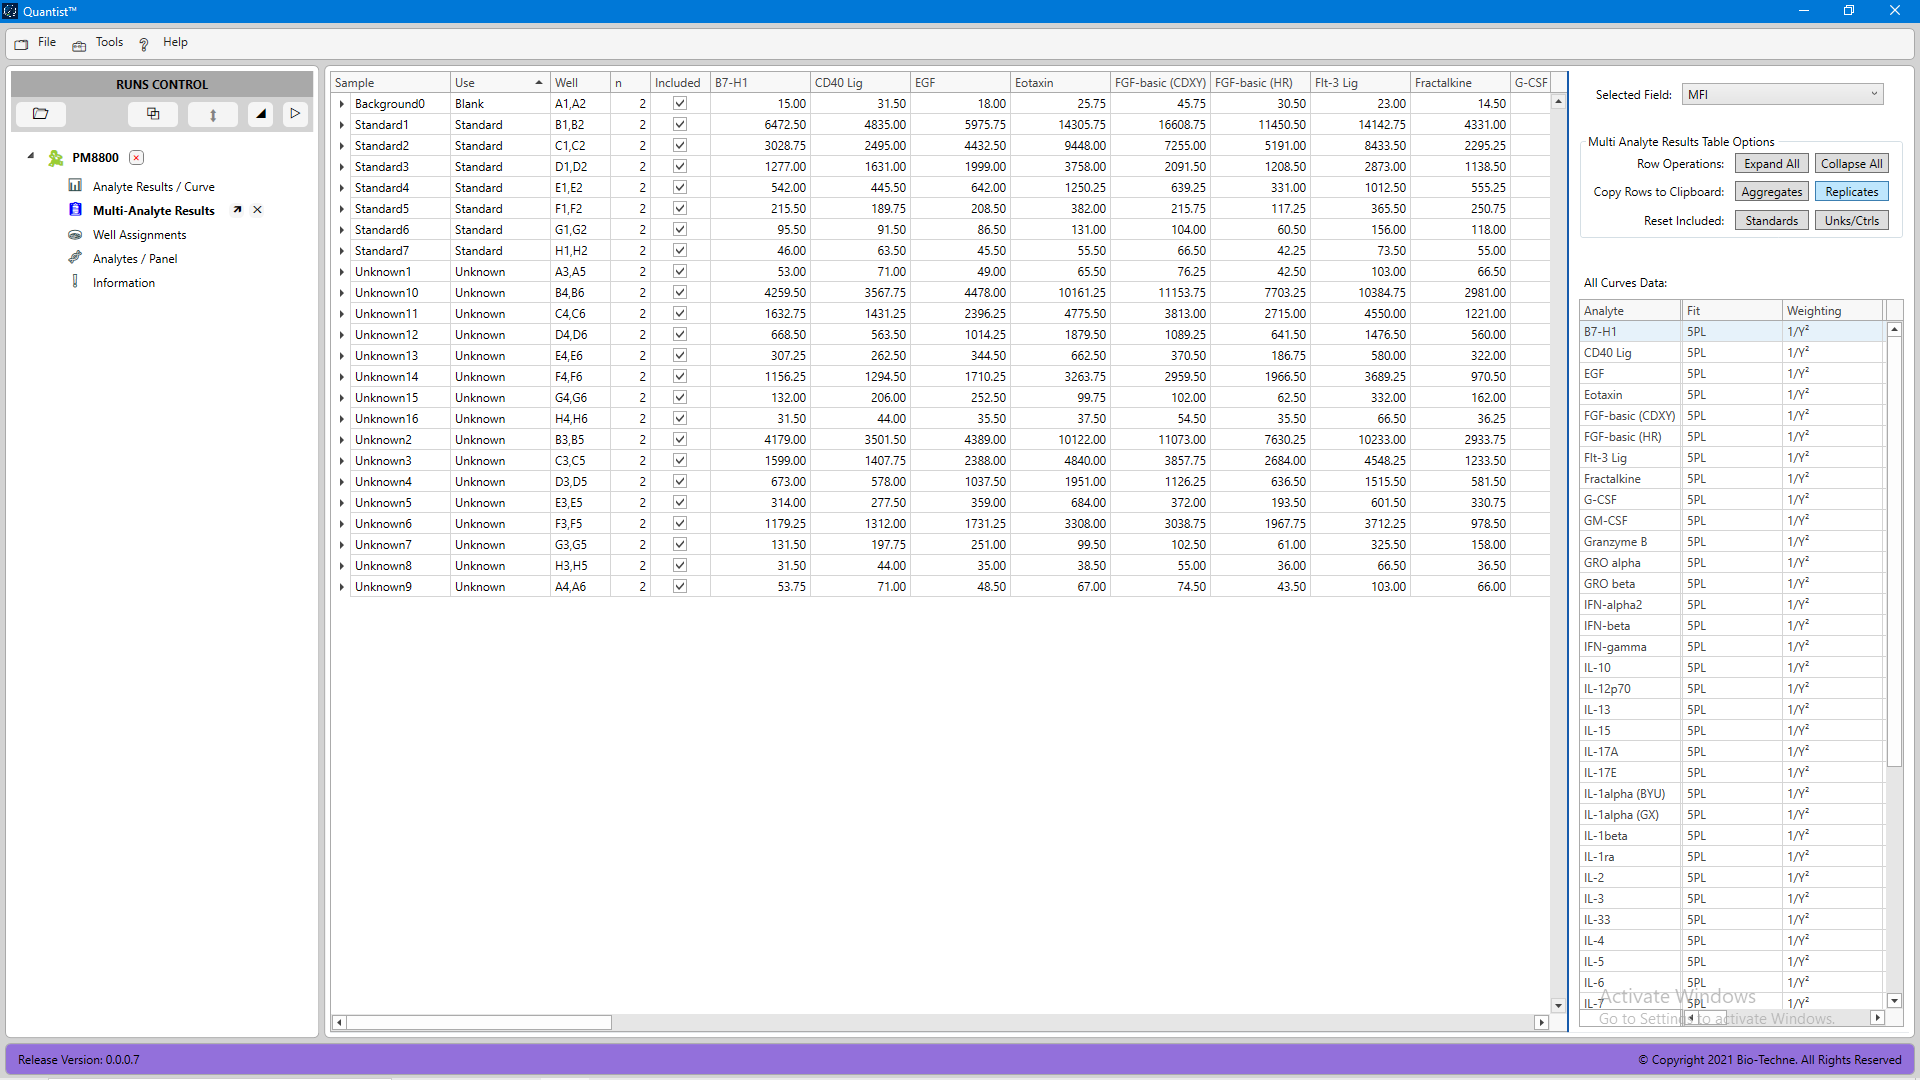 Quantist™
File Tools ? Help
RUNS CONTROL
PM8800
Analyte Results / Curve
Multi-Analyte Results
Well Assignments
Analytes / Panel
Information
Sample Use Well n Included B7-H1 CD40 Lig EGF Eotaxin FGF-basic (CDXY) FGF-basic (HR) Flt-3 Lig Fractalkine G-CSF
Background0 Blank A1,A2 2 15.00 31.50 18.00 25.75 45.75 30.50 23.00 14.50
Standard1 Standard B1,B2 2 6472.50 4835.00 5975.75 14305.75 16608.75 11450.50 14142.75 4331.00
Standard2 Standard C1,C2 2 3028.75 2495.00 4432.50 9448.00 7255.00 5191.00 8433.50 2295.25
Standard3 Standard D1,D2 2 1277.00 1631.00 1999.00 3758.00 2091.50 1208.50 2873.00 1138.50
Standard4 Standard E1,E2 2 542.00 445.50 642.00 1250.25 639.25 331.00 1012.50 555.25
Standard5 Standard F1,F2 2 215.50 189.75 208.50 382.00 215.75 117.25 365.50 250.75
Standard6 Standard G1,G2 2 95.50 91.50 86.50 131.00 104.00 60.50 156.00 118.00
Standard7 Standard H1,H2 2 46.00 63.50 45.50 55.50 66.50 42.25 73.50 55.00
Unknown1 Unknown A3,A5 2 53.00 71.00 49.00 65.50 76.25 42.50 103.00 66.50
Unknown10 Unknown B4,B6 2 4259.50 3567.75 4478.00 10161.25 11153.75 7703.25 10384.75 2981.00
Unknown11 Unknown C4,C6 2 1632.75 1431.25 2396.25 4775.50 3813.00 2715.00 4550.00 1221.00
Unknown12 Unknown D4,D6 2 668.50 563.50 1014.25 1879.50 1089.25 641.50 1476.50 560.00
Unknown13 Unknown E4,E6 2 307.25 262.50 344.50 662.50 370.50 186.75 580.00 322.00
Unknown14 Unknown F4,F6 2 1156.25 1294.50 1710.25 3263.75 2959.50 1966.50 3689.25 970.50
Unknown15 Unknown G4,G6 2 132.00 206.00 252.50 99.75 102.00 62.50 332.00 162.00
Unknown16 Unknown H4,H6 2 31.50 44.00 35.50 37.50 54.50 35.50 66.50 36.25
Unknown2 Unknown B3,B5 2 4179.00 3501.50 4389.00 10122.00 11073.00 7630.25 10233.00 2933.75
Unknown3 Unknown C3,C5 2 1599.00 1407.75 2388.00 4840.00 3857.75 2684.00 4548.25 1233.50
Unknown4 Unknown D3,D5 2 673.00 578.00 1037.50 1951.00 1126.25 636.50 1515.50 581.50
Unknown5 Unknown E3,E5 2 314.00 277.50 359.00 684.00 372.00 193.50 601.50 330.75
Unknown6 Unknown F3,F5 2 1179.25 1312.00 1731.25 3308.00 3038.75 1967.75 3712.25 978.50
Unknown7 Unknown G3,G5 2 131.50 197.75 251.00 99.50 102.50 61.00 325.50 158.00
Unknown8 Unknown H3,H5 2 31.50 44.00 35.00 38.50 55.00 36.00 66.50 36.50
Unknown9 Unknown A4,A6 2 53.75 71.00 48.50 67.00 74.50 43.50 103.00 66.00
Selected Field: MFI
Multi Analyte Results Table Options
Row Operations: Expand All Collapse All
Copy Rows to Clipboard: Aggregates Replicates
Reset Included: Standards Unks/Ctrls
All Curves Data:
Analyte Fit Weighting
B7-H1 5PL 1/Y²
CD40 Lig 5PL 1/Y²
EGF 5PL 1/Y²
Eotaxin 5PL 1/Y²
FGF-basic (CDXY) 5PL 1/Y²
FGF-basic (HR) 5PL 1/Y²
Flt-3 Lig 5PL 1/Y²
Fractalkine 5PL 1/Y²
G-CSF 5PL 1/Y²
GM-CSF 5PL 1/Y²
Granzyme B 5PL 1/Y²
GRO alpha 5PL 1/Y²
GRO beta 5PL 1/Y²
IFN-alpha2 5PL 1/Y²
IFN-beta 5PL 1/Y²
IFN-gamma 5PL 1/Y²
IL-10 5PL 1/Y²
IL-12p70 5PL 1/Y²
IL-13 5PL 1/Y²
IL-15 5PL 1/Y²
IL-17A 5PL 1/Y²
IL-17E 5PL 1/Y²
IL-1alpha (BYU) 5PL 1/Y²
IL-1alpha (GX) 5PL 1/Y²
IL-1beta 5PL 1/Y²
IL-1ra 5PL 1/Y²
IL-2 5PL 1/Y²
IL-3 5PL 1/Y²
IL-33 5PL 1/Y²
IL-4 5PL 1/Y²
IL-5 5PL 1/Y²
IL-6 5PL 1/Y²
IL-7 5PL 1/Y²
Activate Windows
Go to Settings to activate Windows.
Release Version: 0.0.0.7
© Copyright 2021 Bio-Techne. All Rights Reserved